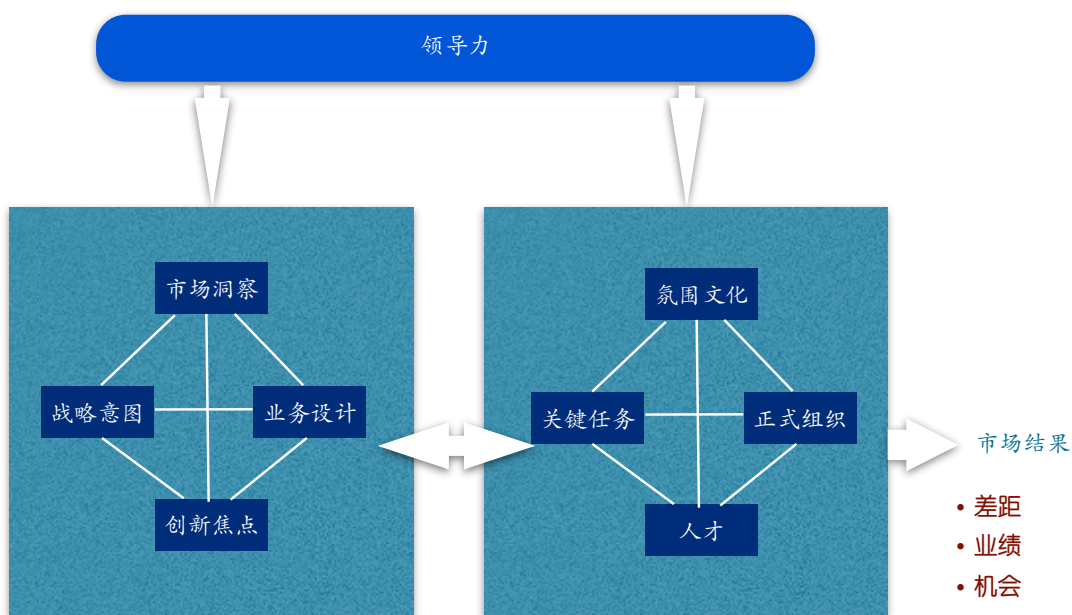 领导力
市场洞察
战略意图
业务设计
创新焦点
氛围文化
关键任务
正式组织
人才
市场结果
• 差距
• 业绩
• 机会